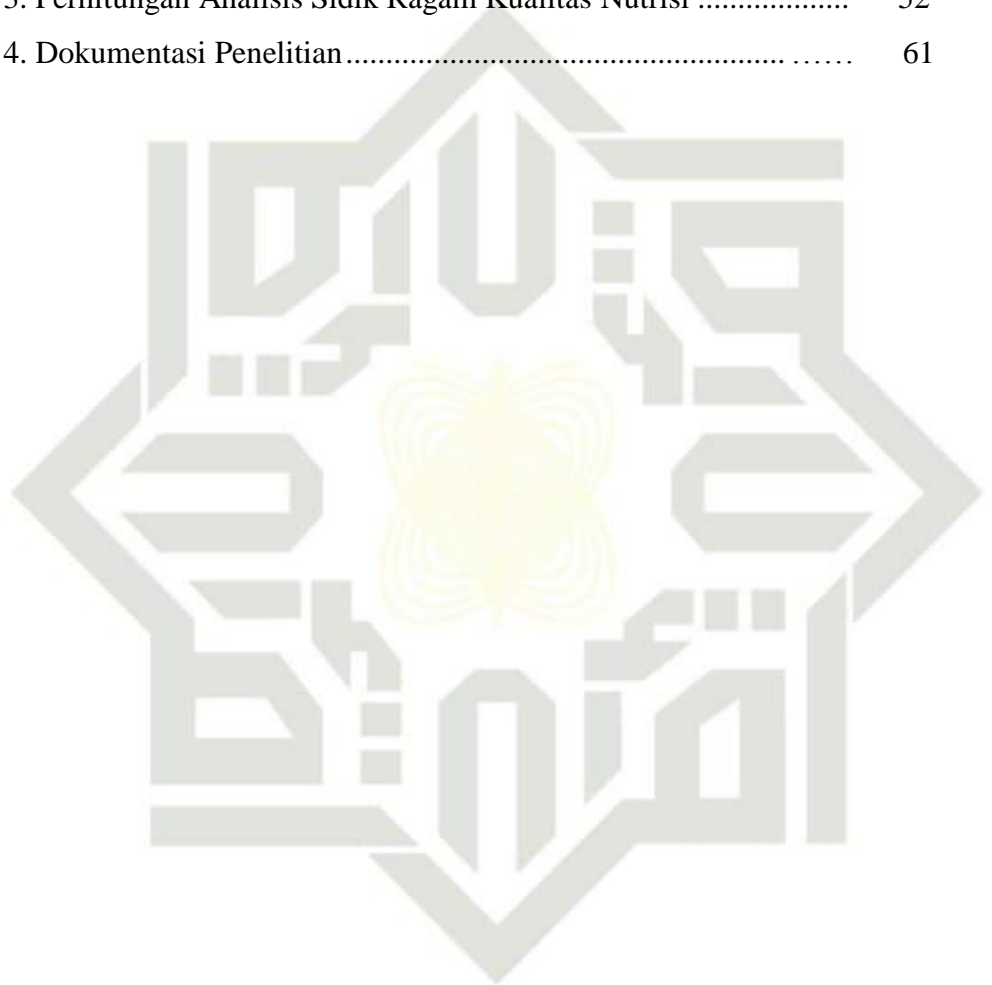 3. Perhitungan Analisis Sidik Ragam Kualitas Nutrisi ................... 52
4. Dokumentasi Penelitian....................................................... …… 61